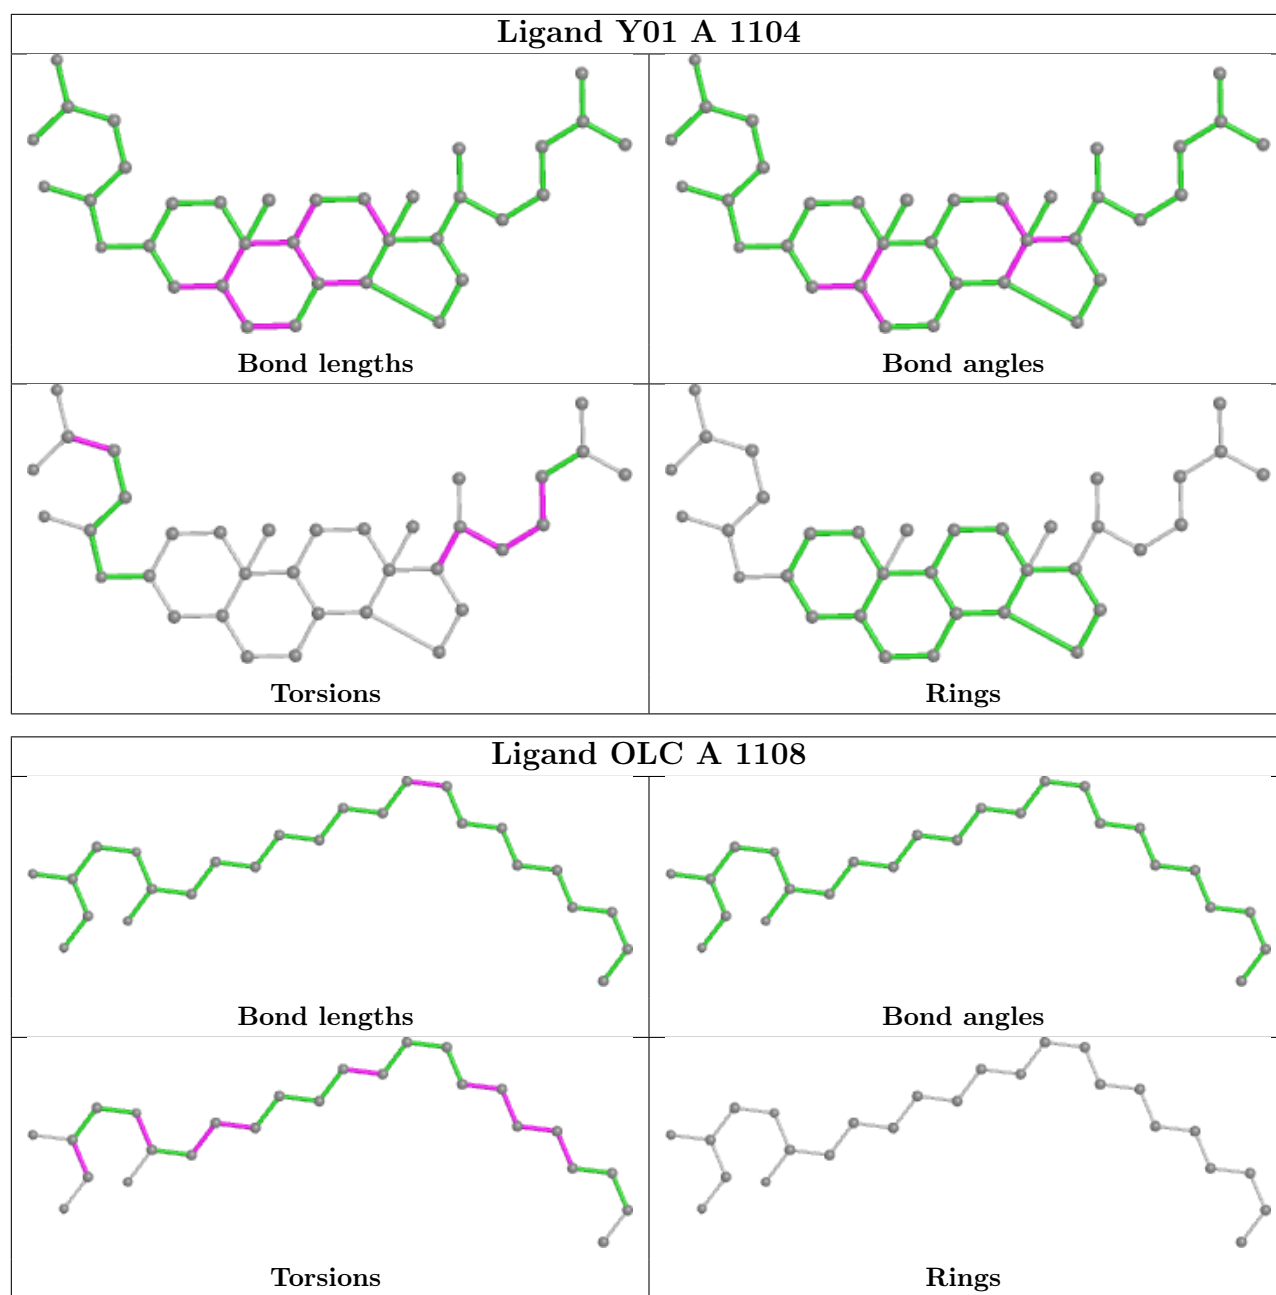 Ligand Y01 A 1104
Bond lengths
Bond angles
Torsions
Rings
Ligand OLC A 1108
Bond lengths
Bond angles
Torsions
Rings